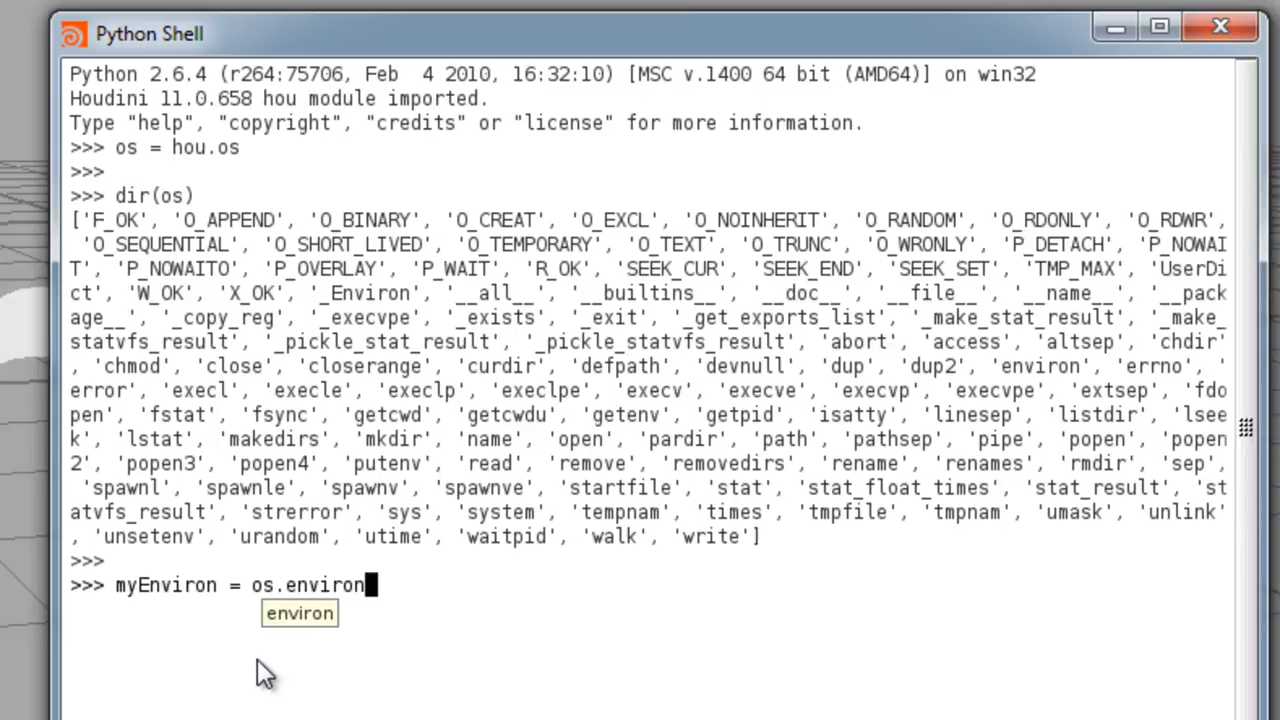 Python Shell
Python 2.6.4 (r264:75706, Feb  4 2010, 16:32:10) [MSC v.1400 64 bit (AMD64)] on win32
Houdini 11.0.658 hou module imported.
Type "help", "copyright", "credits" or "license" for more information.
>>> os = hou.os
>>>
>>> dir(os)
['F_OK', 'O_APPEND', 'O_BINARY', 'O_CREAT', 'O_EXCL', 'O_NOINHERIT', 'O_RANDOM', 'O_RDONLY', 'O_RDWR',
 'O_SEQUENTIAL', 'O_SHORT_LIVED', 'O_TEMPORARY', 'O_TEXT', 'O_TRUNC', 'O_WRONLY', 'P_DETACH', 'P_NOWAI
T', 'P_NOWAITO', 'P_OVERLAY', 'P_WAIT', 'R_OK', 'SEEK_CUR', 'SEEK_END', 'SEEK_SET', 'TMP_MAX', 'UserDi
ct', 'W_OK', 'X_OK', '_Environ', '__all__', '__builtins__', '__doc__', '__file__', '__name__', '__pack
age__', '_copy_reg', '_execvpe', '_exists', '_exit', '_get_exports_list', '_make_stat_result', '_make_
statvfs_result', '_pickle_stat_result', '_pickle_statvfs_result', 'abort', 'access', 'altsep', 'chdir'
, 'chmod', 'close', 'closerange', 'curdir', 'defpath', 'devnull', 'dup', 'dup2', 'environ', 'errno', '
error', 'execl', 'execle', 'execlp', 'execlpe', 'execv', 'execve', 'execvp', 'execvpe', 'extsep', 'fdo
pen', 'fstat', 'fsync', 'getcwd', 'getcwdu', 'getenv', 'getpid', 'isatty', 'linesep', 'listdir', 'lsee
k', 'lstat', 'makedirs', 'mkdir', 'name', 'open', 'pardir', 'path', 'pathsep', 'pipe', 'popen', 'popen
2', 'popen3', 'popen4', 'putenv', 'read', 'remove', 'removedirs', 'rename', 'renames', 'rmdir', 'sep',
 'spawnl', 'spawnle', 'spawnv', 'spawnve', 'startfile', 'stat', 'stat_float_times', 'stat_result', 'st
atvfs_result', 'strerror', 'sys', 'system', 'tempnam', 'times', 'tmpfile', 'tmpnam', 'umask', 'unlink'
, 'unsetenv', 'urandom', 'utime', 'waitpid', 'walk', 'write']
>>>
>>> myEnviron = os.environ
environ